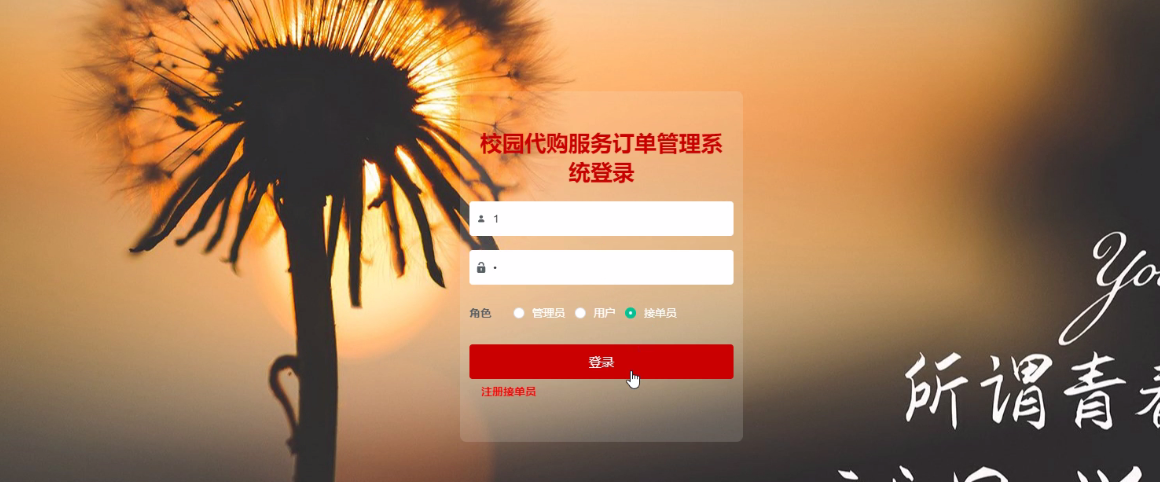 校园代购服务订单管理系
统登录
1
•
角色 管理员 用户 接单员
登录
注册接单员
You
所谓青春